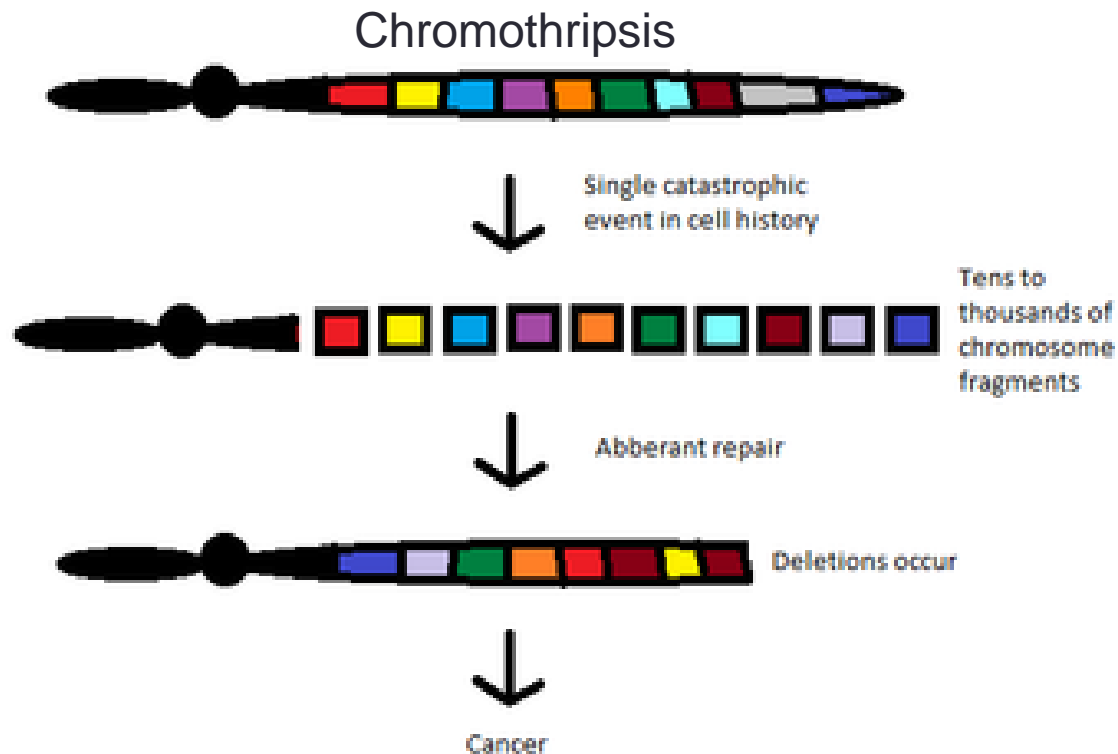 Chromothripsis
Single catastrophic
event in cell history
Tens to
thousands of
chromosome
fragments
Abberant repair
Deletions occur
Cancer